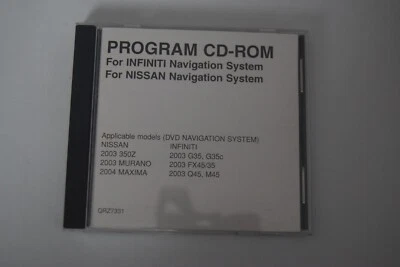 PROGRAM CD-ROM
For INFINITI Navigation System
For NISSAN Navigation System
Applicable models (DVD NAVIGATION SYSTEM)
NISSAN INFINITI
2003 350Z 2003 G35, G35c
2003 MURANO 2003 FX45/35
2004 MAXIMA 2003 Q45, M45